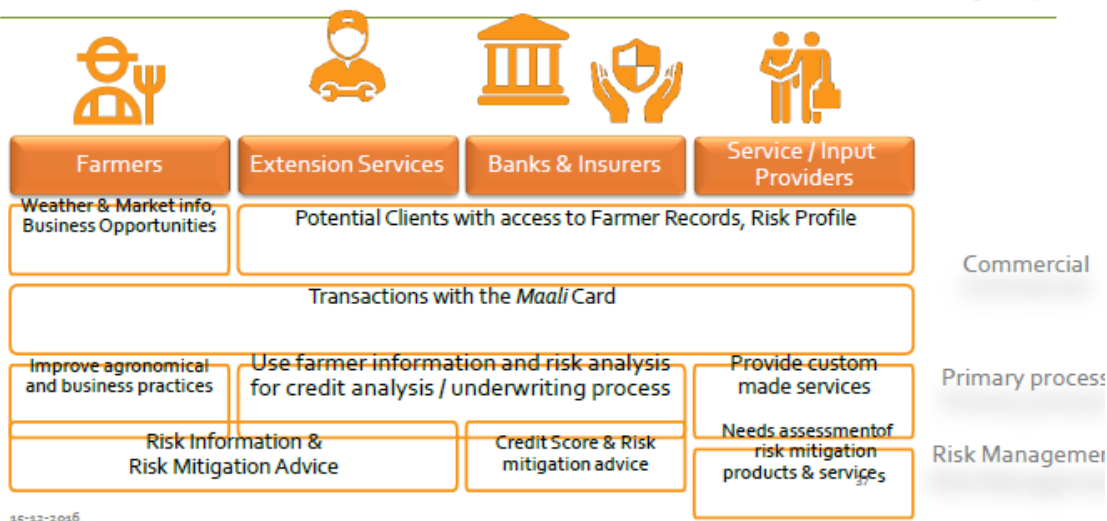 Farmers
Extension Services
Banks & Insurers
Service / Input
Providers
Weather & Market info,
Business Opportunities
Potential Clients with access to Farmer Records, Risk Profile
Commercial
Transactions with the Maali Card
Improve agronomical
and business practices
Use farmer information and risk analysis
for credit analysis / underwriting process
Provide custom
made services
Primary process
Risk Information &
Risk Mitigation Advice
Credit Score & Risk
mitigation advice
Needs assessmentof
risk mitigation
products & services
37
Risk Managemen
15-12-2016